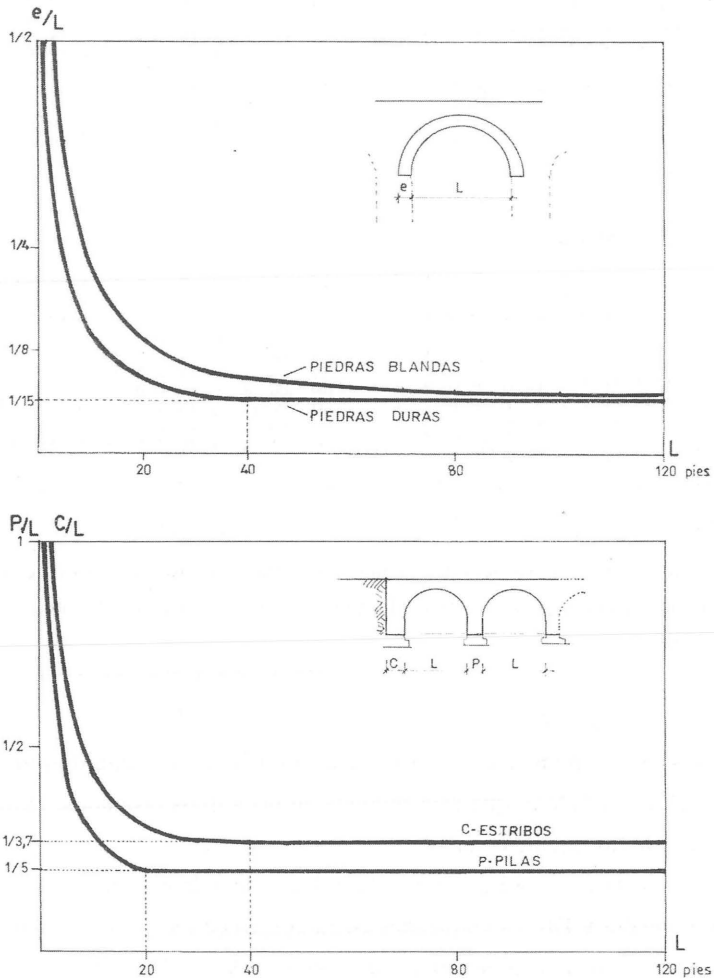 e/L
1/2
e L
1/4
1/8
PIEDRAS BLANDAS
1/15
PIEDRAS DURAS
L
20 40 80 120 pies
P/L C/L
1
C L P L
1/2
C-ESTRIBOS
1/3,7
P-PILAS
1/5
L
20 40 80 120 pies